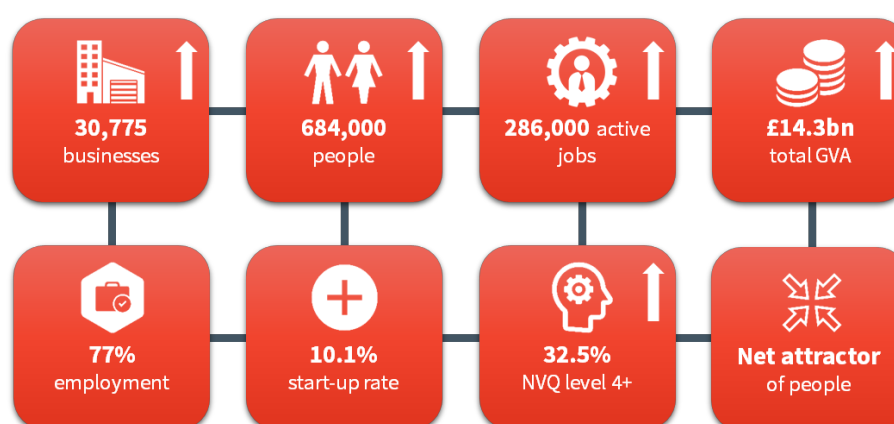 30,775
businesses
684,000
people
286,000 active
jobs
£14.3bn
total GVA
77%
employment
10.1%
start-up rate
32.5%
NVQ level 4+
Net attractor
of people